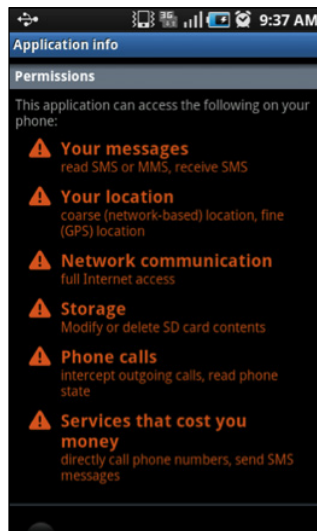 9:37 AM
Application info
Permissions
This application can access the following on your
phone:
Your messages
read SMS or MMS, receive SMS
Your location
coarse (network-based) location, fine
(GPS) location
Network communication
full Internet access
Storage
Modify or delete SD card contents
Phone calls
intercept outgoing calls, read phone
state
Services that cost you
money
directly call phone numbers, send SMS
messages